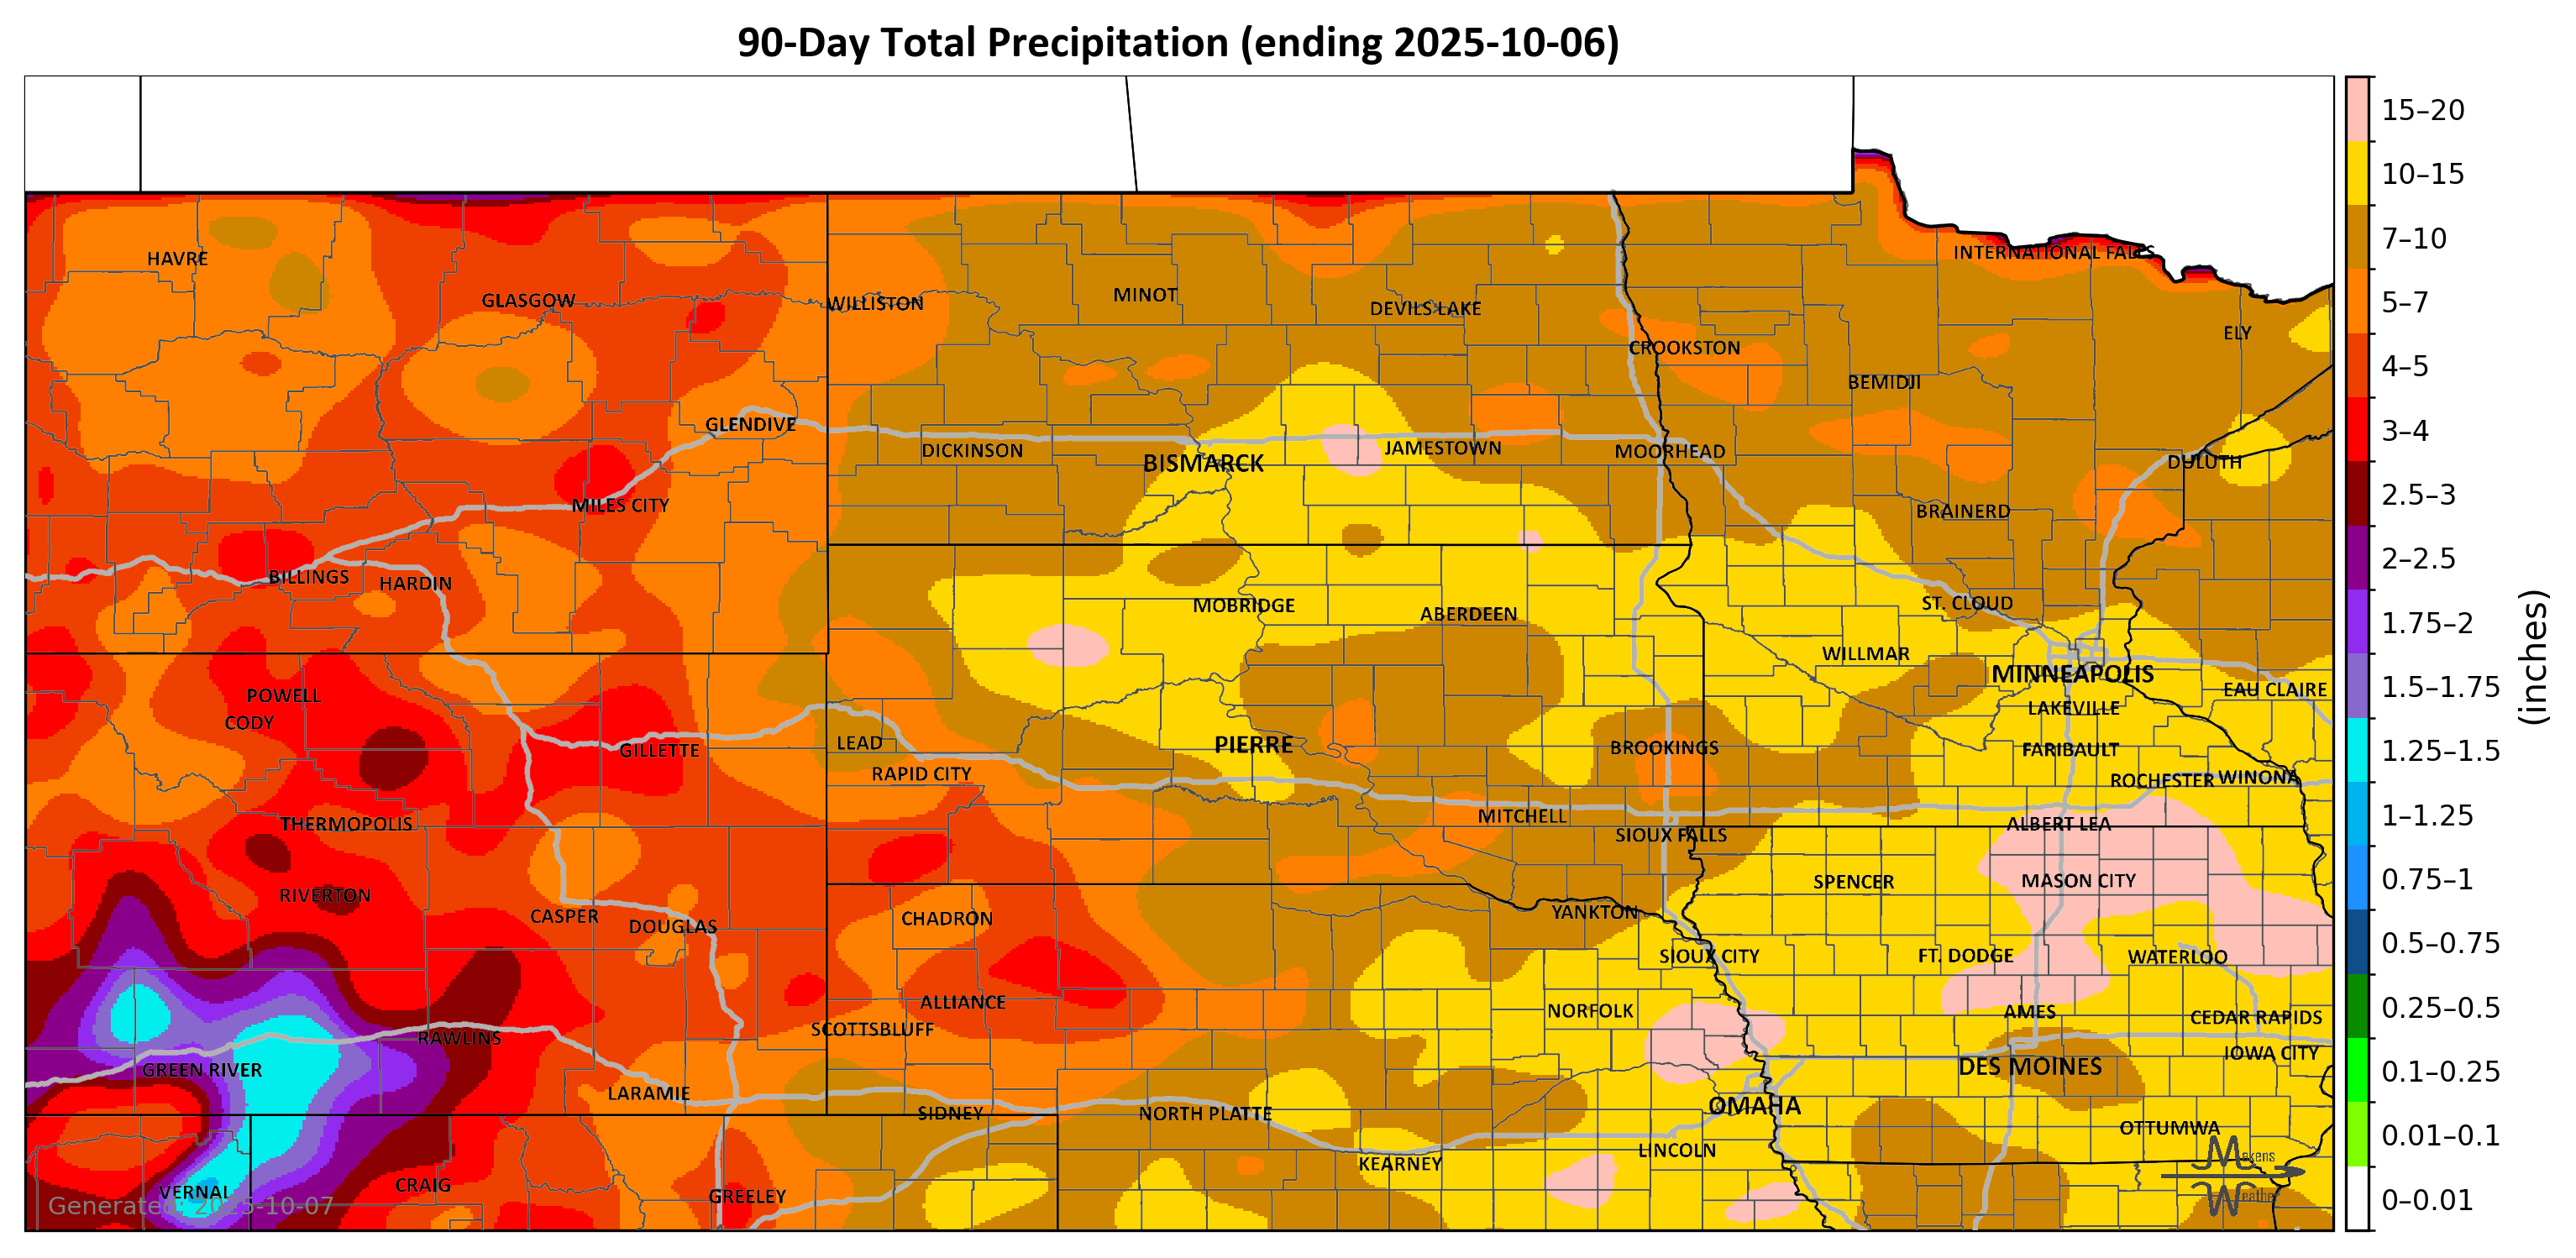 90-Day Total Precipitation (ending 2025-10-06)
HAVRE
INTERNATIONAL FALLS
GLASGOW
WILLISTON
MINOT
DEVILS LAKE
ELY
CROOKSTON
BEMIDJI
GLENDIVE
DICKINSON
BISMARCK
JAMESTOWN
MOORHEAD
DULUTH
MILES CITY
BRAINERD
BILLINGS
HARDIN
MOBRIDGE
ABERDEEN
ST. CLOUD
WILLMAR
MINNEAPOLIS
POWELL
EAU CLAIRE
CODY
LAKEVILLE
GILLETTE
LEAD
PIERRE
BROOKINGS
FARIBAULT
RAPID CITY
ROCHESTER
WINONA
THERMOPOLIS
MITCHELL
SIOUX FALLS
ALBERT LEA
RIVERTON
SPENCER
MASON CITY
CASPER
DOUGLAS
CHADRON
YANKTON
SIOUX CITY
FT. DODGE
WATERLOO
ALLIANCE
NORFOLK
AMES
CEDAR RAPIDS
SCOTTSBLUFF
RAWLINS
IOWA CITY
GREEN RIVER
DES MOINES
LARAMIE
SIDNEY
NORTH PLATTE
OMAHA
OTTUMWA
LINCOLN
KEARNEY
VERNAL
CRAIG
GREELEY
Generated: 2025-10-07
Makens
Weather
15–20
10–15
7–10
5–7
4–5
3–4
2.5–3
2–2.5
1.75–2
1.5–1.75
1.25–1.5
1–1.25
0.75–1
0.5–0.75
0.25–0.5
0.1–0.25
0.01–0.1
0–0.01
(inches)